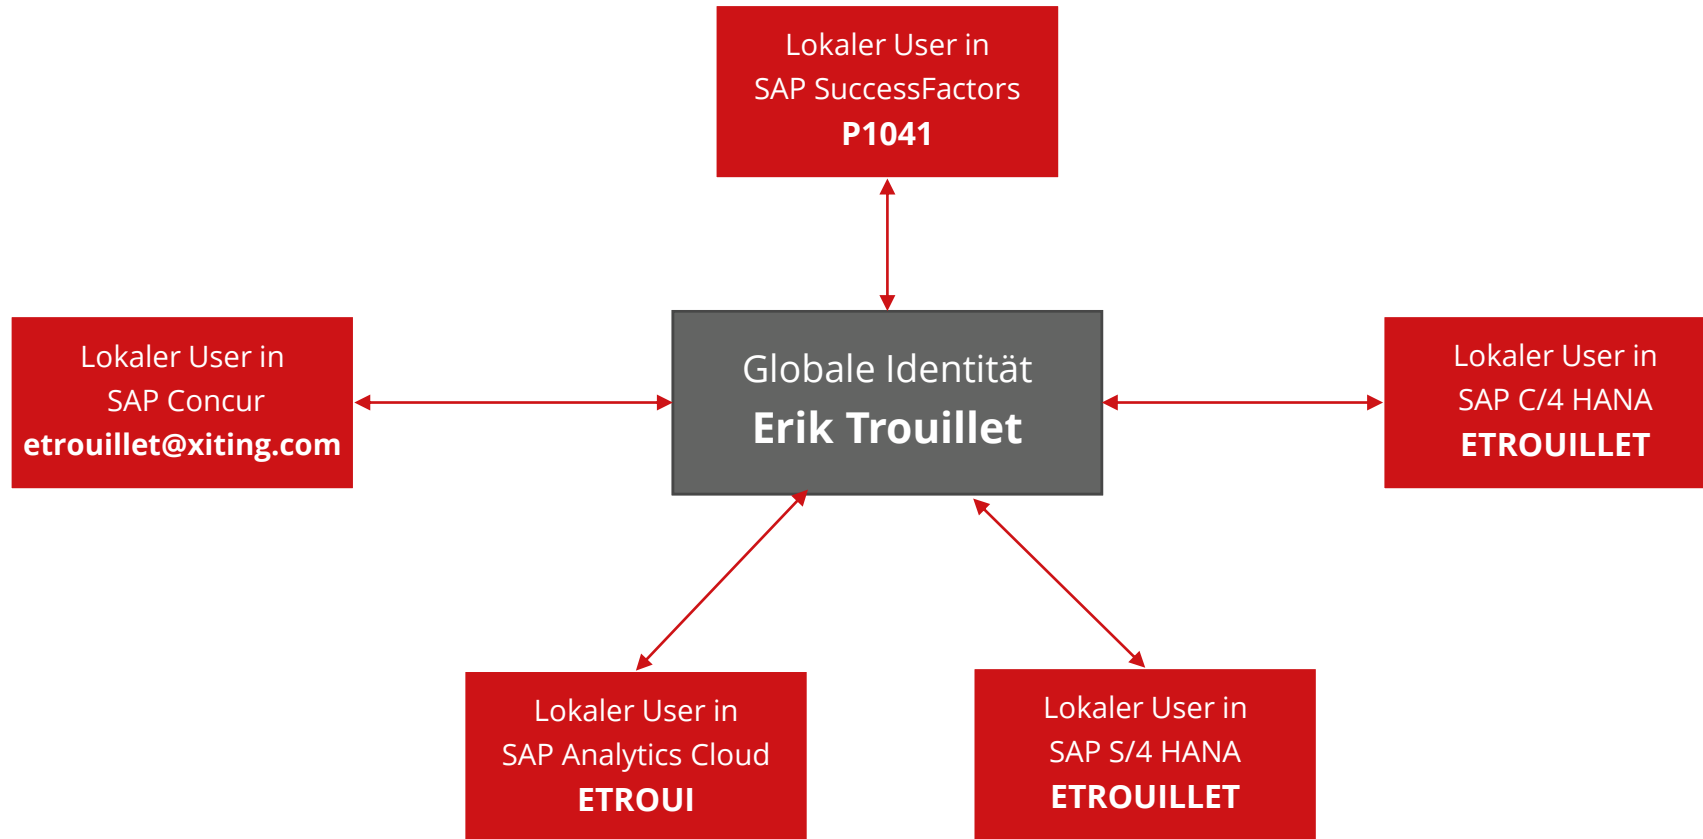 Lokaler User in
SAP SuccessFactors
P1041
Lokaler User in
SAP Concur
etrouillet@xiting.com
Globale Identität
Erik Trouillet
Lokaler User in
SAP C/4 HANA
ETROUILLET
Lokaler User in
SAP Analytics Cloud
ETROUI
Lokaler User in
SAP S/4 HANA
ETROUILLET